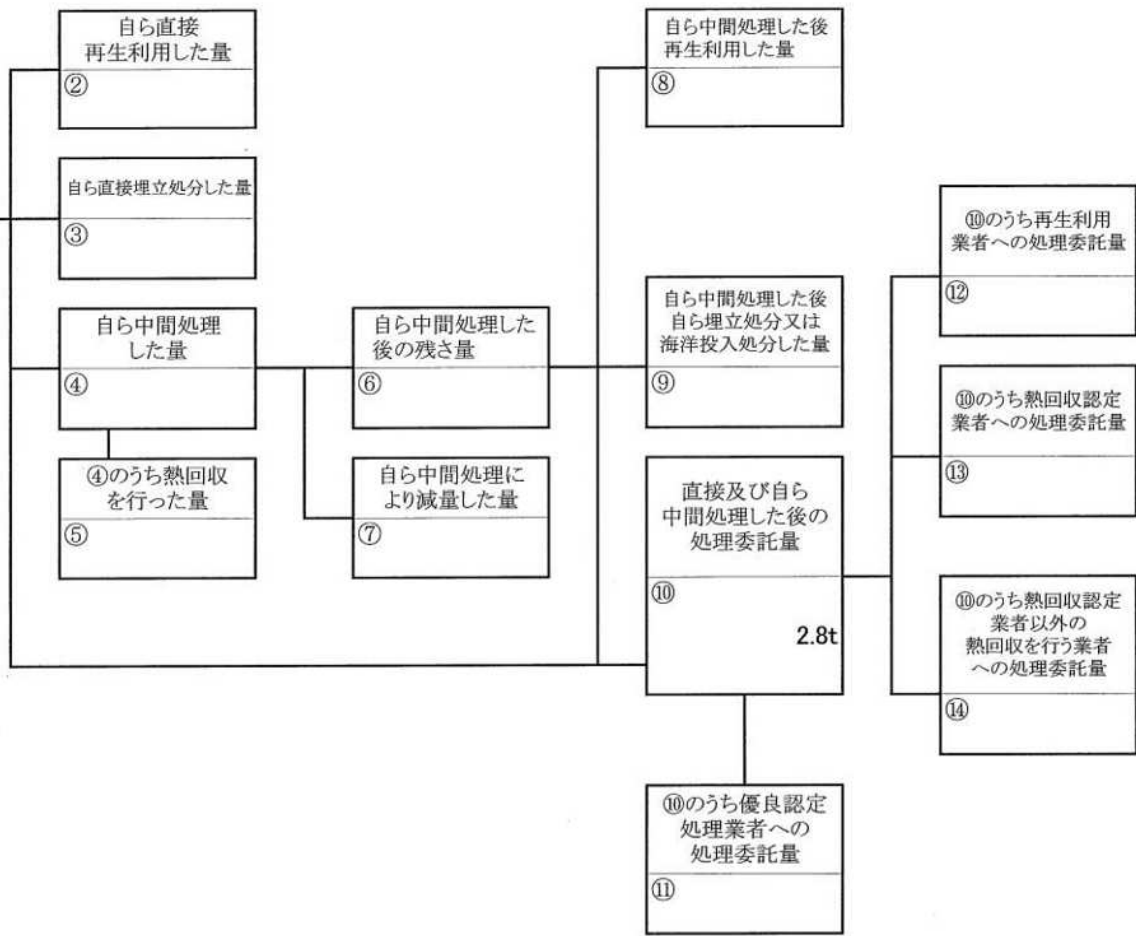 自ら直接
再生利用した量
②
自ら直接埋立処分した量
③
自ら中間処理
した量
④
④のうち熱回収
を行った量
⑤
自ら中間処理した
後の残さ量
⑥
自ら中間処理に
より減量した量
⑦
自ら中間処理した後
再生利用した量
⑧
自ら中間処理した後
自ら埋立処分又は
海洋投入処分した量
⑨
直接及び自ら
中間処理した後の
処理委託量
⑩
2.8t
⑩のうち優良認定
処理業者への
処理委託量
⑪
⑩のうち再生利用
業者への処理委託量
⑫
⑩のうち熱回収認定
業者への処理委託量
⑬
⑩のうち熱回収認定
業者以外の
熱回収を行う業者
への処理委託量
⑭